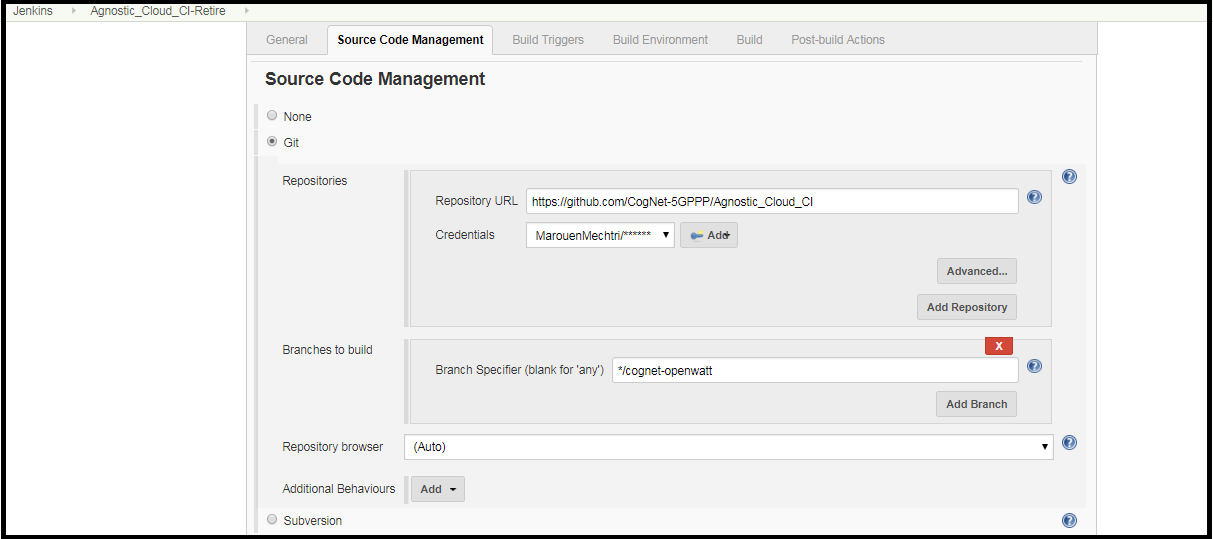 Jenkins Agnostic_Cloud_CI-Retire
General Source Code Management Build Triggers Build Environment Build Post-build Actions
Source Code Management
None
Git
Repositories
Repository URL https://github.com/CogNet-5GPPP/Agnostic_Cloud_CI
Credentials MarouenMechtri/****** Add
Advanced...
Add Repository
Branches to build
X
Branch Specifier (blank for 'any') */cognet-openwatt
Add Branch
Repository browser (Auto)
Additional Behaviours Add
Subversion